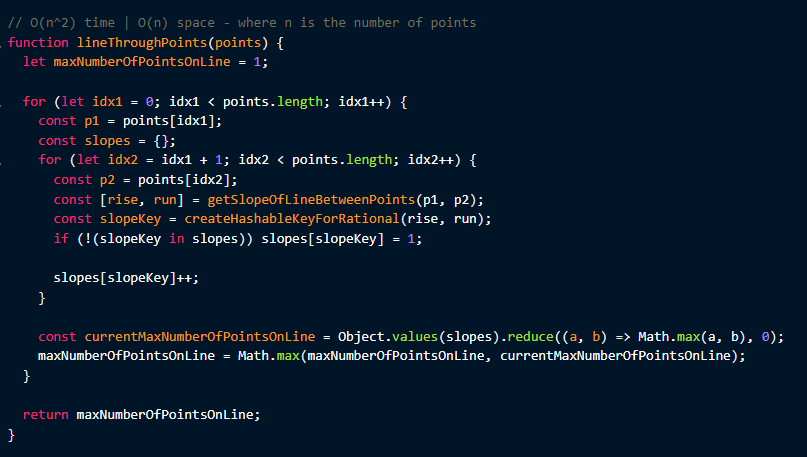 // O(n^2) time | O(n) space - where n is the number of points
function lineThroughPoints(points) {
  let maxNumberOfPointsOnLine = 1;

  for (let idx1 = 0; idx1 < points.length; idx1++) {
    const p1 = points[idx1];
    const slopes = {};
    for (let idx2 = idx1 + 1; idx2 < points.length; idx2++) {
      const p2 = points[idx2];
      const [rise, run] = getSlopeOfLineBetweenPoints(p1, p2);
      const slopeKey = createHashableKeyForRational(rise, run);
      if (!(slopeKey in slopes)) slopes[slopeKey] = 1;

      slopes[slopeKey]++;
    }

    const currentMaxNumberOfPointsOnLine = Object.values(slopes).reduce((a, b) => Math.max(a, b), 0);
    maxNumberOfPointsOnLine = Math.max(maxNumberOfPointsOnLine, currentMaxNumberOfPointsOnLine);
  }

  return maxNumberOfPointsOnLine;
}